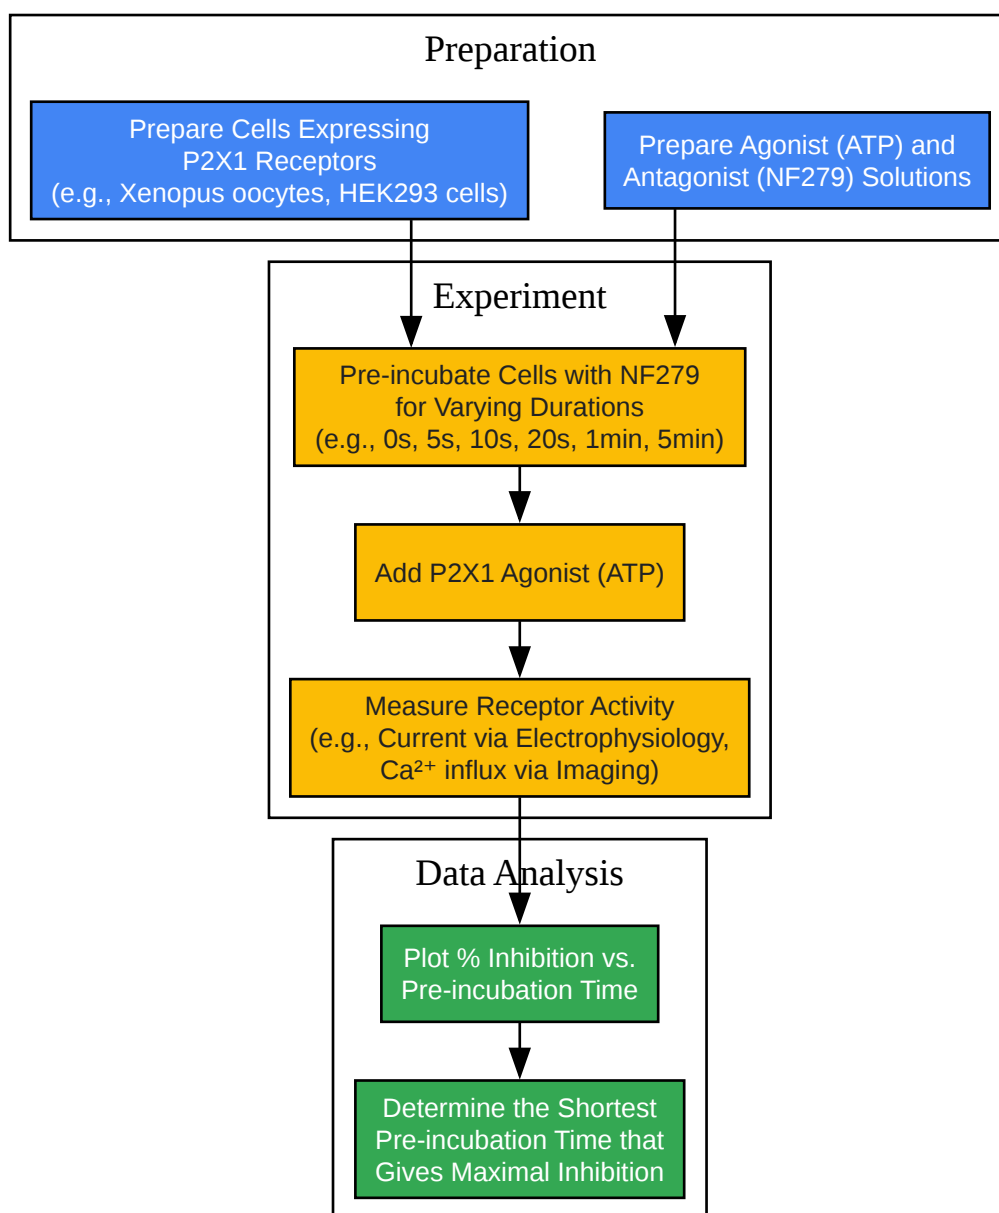 Preparation
Prepare Cells Expressing
P2X1 Receptors
(e.g., Xenopus oocytes, HEK293 cells)
Prepare Agonist (ATP) and
Antagonist (NF279) Solutions
Experiment
Pre-incubate Cells with NF279
for Varying Durations
(e.g., 0s, 5s, 10s, 20s, 1min, 5min)
Add P2X1 Agonist (ATP)
Measure Receptor Activity
(e.g., Current via Electrophysiology,
Ca²⁺ influx via Imaging)
Data Analysis
Plot % Inhibition vs.
Pre-incubation Time
Determine the Shortest
Pre-incubation Time that
Gives Maximal Inhibition